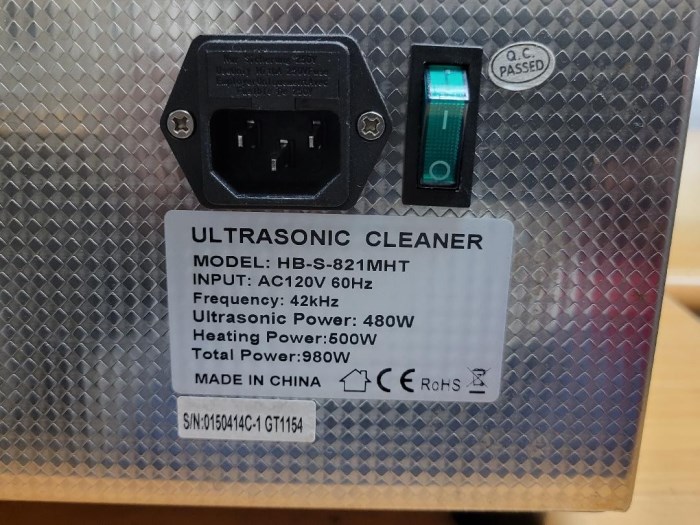 Q.C.
PASSED
I
O
ULTRASONIC CLEANER
MODEL: HB-S-821MHT
INPUT: AC120V 60Hz
Frequency: 42kHz
Ultrasonic Power: 480W
Heating Power:500W
Total Power:980W
MADE IN CHINA CE RoHS
S/N:0150414C-1 GT1154